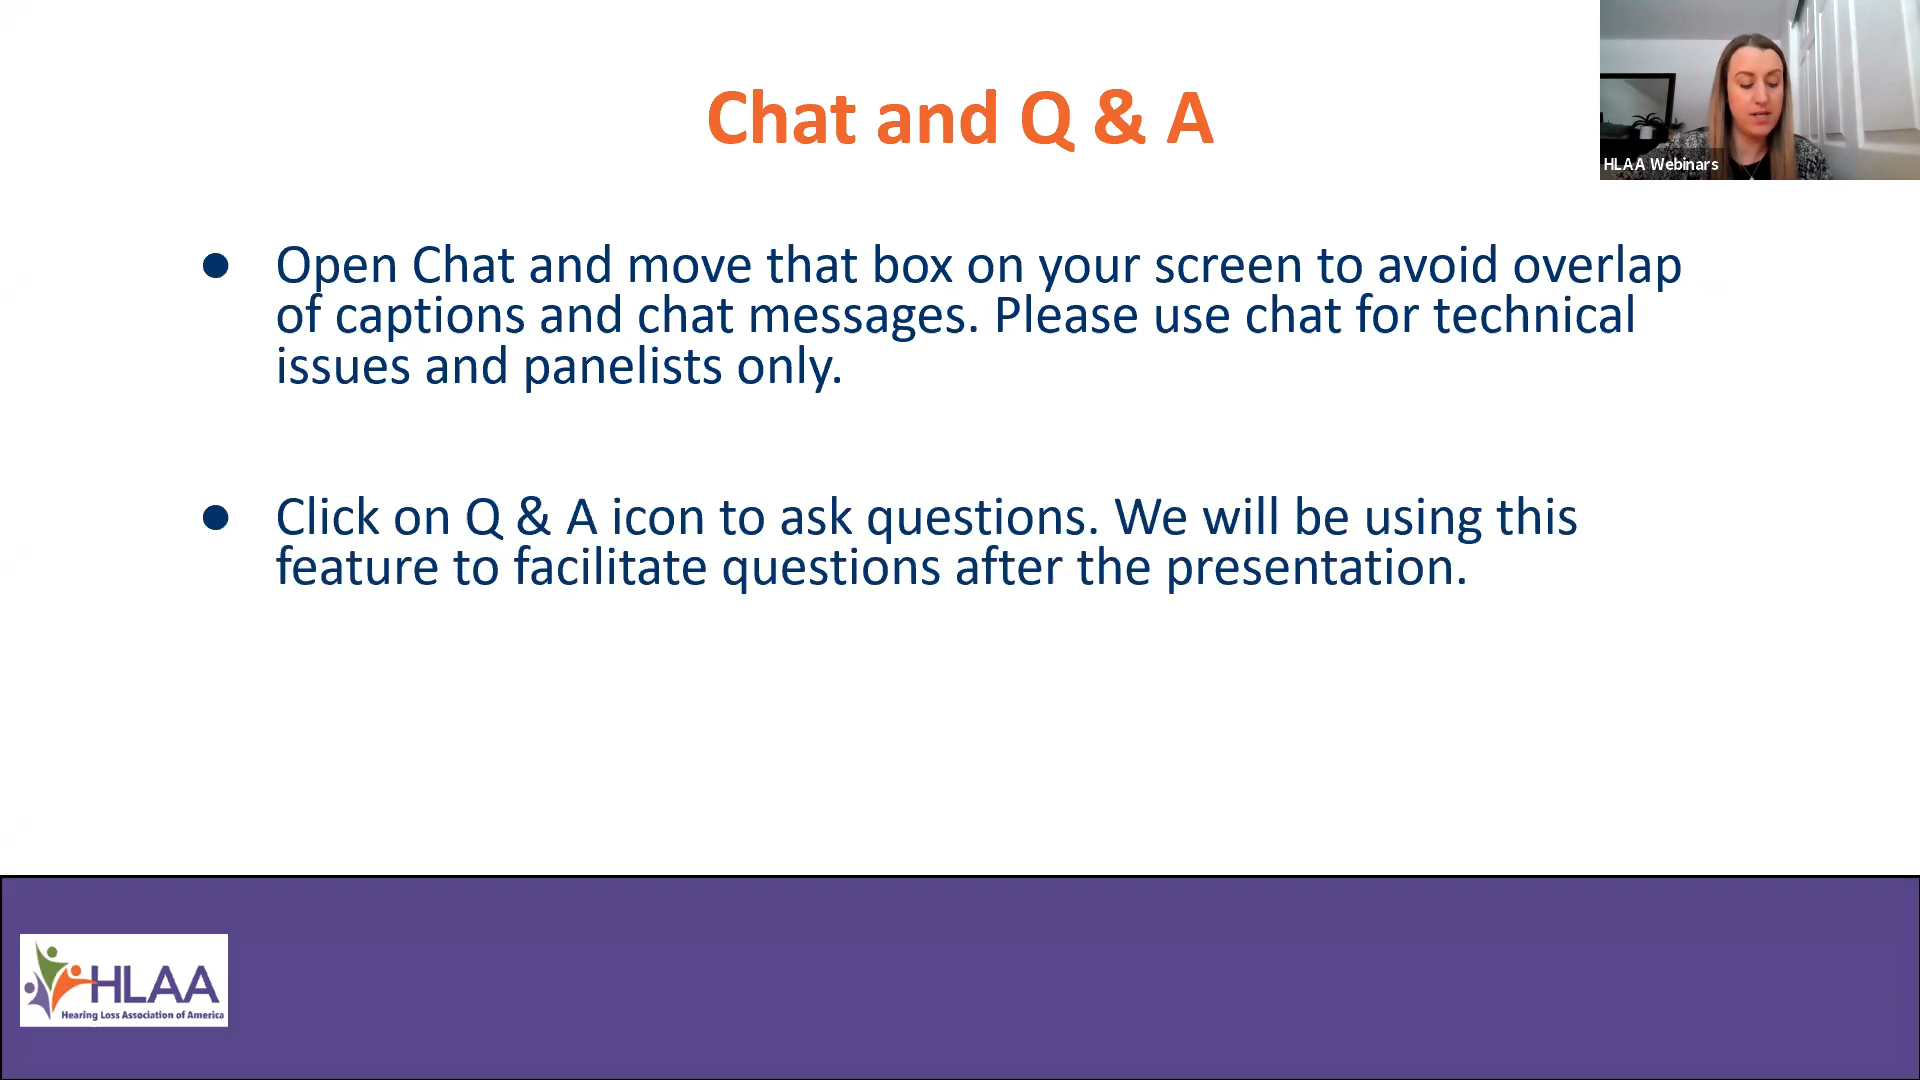 Chat and Q & A
HLAA Webinars
● Open Chat and move that box on your screen to avoid overlap
of captions and chat messages. Please use chat for technical
issues and panelists only.
● Click on Q & A icon to ask questions. We will be using this
feature to facilitate questions after the presentation.
HLAA
Hearing Loss Association of America